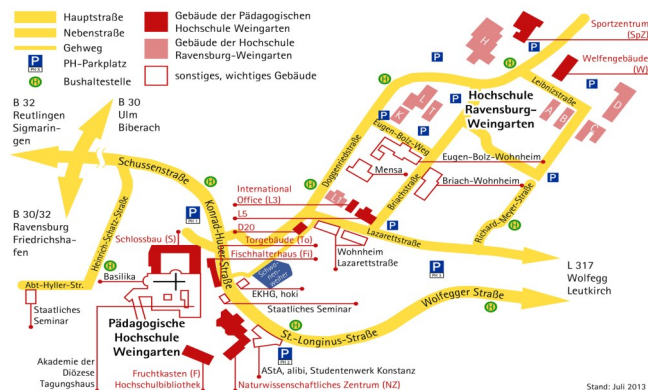 Hauptstraße
Nebenstraße
Gehweg
P
PH-Parkplatz
H
Bushaltestelle
Gebäude der Pädagogischen
Hochschule Weingarten
Gebäude der Hochschule
Ravensburg-Weingarten
sonstiges, wichtiges Gebäude
Sportzentrum
(SpZ)
Welfengebäude
(W)
B 32
Reutlingen
Sigmarin-
gen
B 30
Ulm
Biberach
B 30/32
Ravensburg
Friedrichsha-
fen
Schussenstraße
Heinrich-Schatz-Straße
Abt-Hyller-Str.
Staatliches
Seminar
Konrad-Huber-Straße
Doggenriedstraße
Eugen-Bolz-Weg
Briachstraße
Leibnizstraße
Hochschule
Ravensburg-
Weingarten
H
K
L
T
A
B
C
D
Mensa
Eugen-Bolz-Wohnheim
Briach-Wohnheim
Richard-Meyer-Straße
Lazarettstraße
Wohnheim
Lazarettstraße
International
Office (L3)
L5
D20
Torgebäude (To)
Fischhalterhaus (Fi)
Schlossbau (S)
Basilika
EKHG, hoki
Staatliches Seminar
Wolfegger Straße
St.-Longinus-Straße
L 317
Wolfegg
Leutkirch
Pädagogische
Hochschule
Weingarten
Akademie der
Diözese
Tagungshaus
Fruchtkasten (F)
Hochschulbibliothek
AStA, alibi, Studentenwerk Konstanz
Naturwissenschaftliches Zentrum (NZ)
Stand: Juli 2013